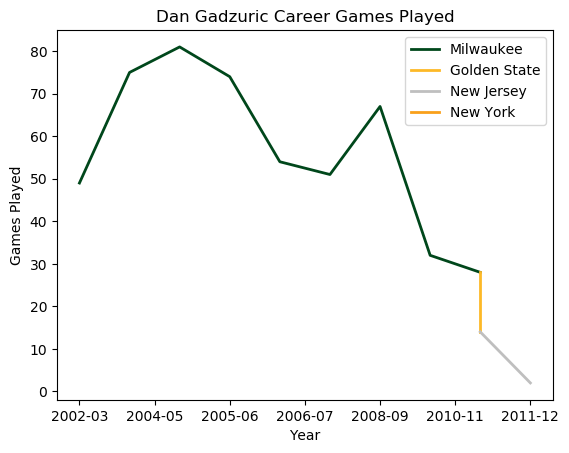 Dan Gadzuric Career Games Played
Milwaukee
Golden State
New Jersey
New York
Games Played
80
70
60
50
40
30
20
10
0
2002-03 2004-05 2005-06 2006-07 2008-09 2010-11 2011-12
Year